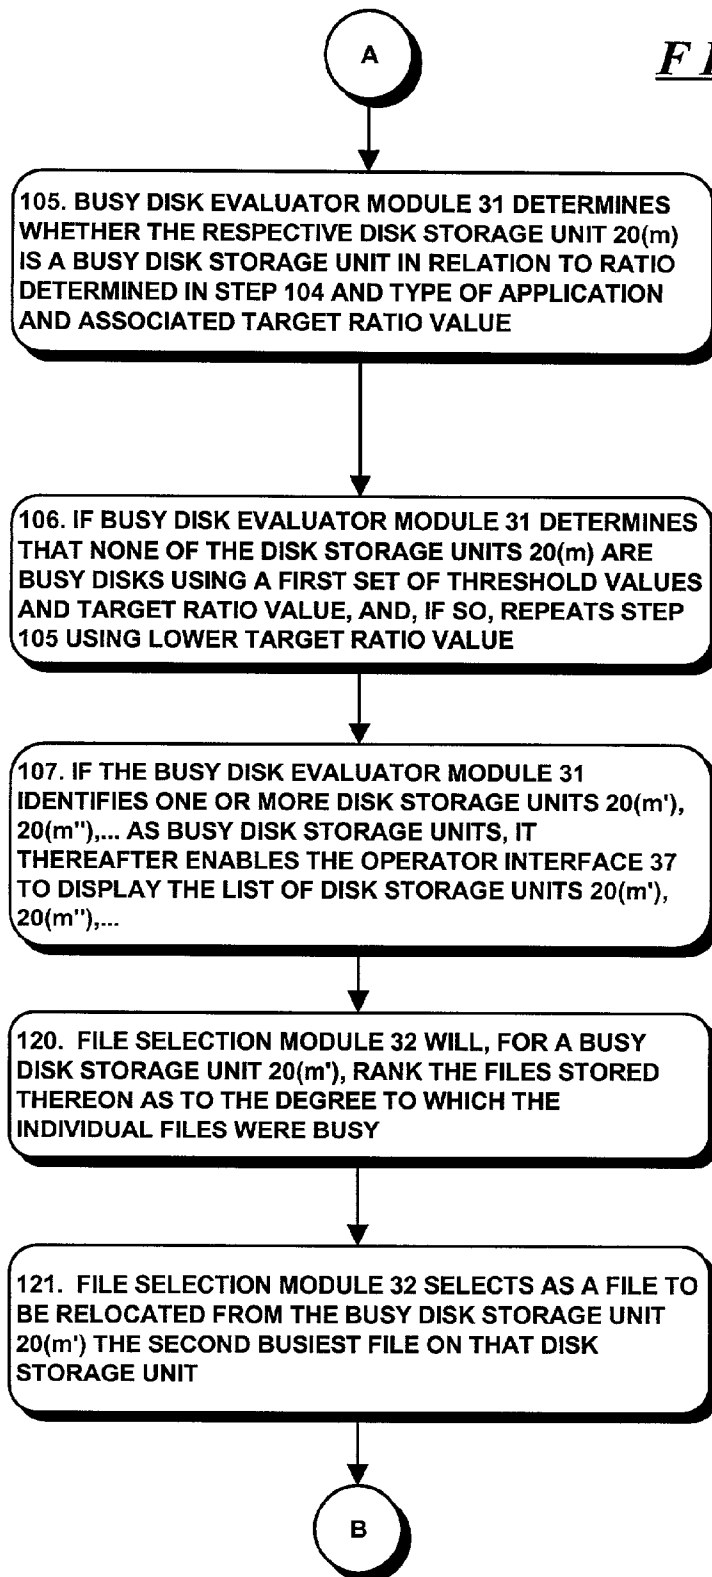 A
F I
105. BUSY DISK EVALUATOR MODULE 31 DETERMINES
WHETHER THE RESPECTIVE DISK STORAGE UNIT 20(m)
IS A BUSY DISK STORAGE UNIT IN RELATION TO RATIO
DETERMINED IN STEP 104 AND TYPE OF APPLICATION
AND ASSOCIATED TARGET RATIO VALUE
106. IF BUSY DISK EVALUATOR MODULE 31 DETERMINES
THAT NONE OF THE DISK STORAGE UNITS 20(m) ARE
BUSY DISKS USING A FIRST SET OF THRESHOLD VALUES
AND TARGET RATIO VALUE, AND, IF SO, REPEATS STEP
105 USING LOWER TARGET RATIO VALUE
107. IF THE BUSY DISK EVALUATOR MODULE 31
IDENTIFIES ONE OR MORE DISK STORAGE UNITS 20(m'),
20(m''),... AS BUSY DISK STORAGE UNITS, IT
THEREAFTER ENABLES THE OPERATOR INTERFACE 37
TO DISPLAY THE LIST OF DISK STORAGE UNITS 20(m'),
20(m''),...
120. FILE SELECTION MODULE 32 WILL, FOR A BUSY
DISK STORAGE UNIT 20(m'), RANK THE FILES STORED
THEREON AS TO THE DEGREE TO WHICH THE
INDIVIDUAL FILES WERE BUSY
121. FILE SELECTION MODULE 32 SELECTS AS A FILE TO
BE RELOCATED FROM THE BUSY DISK STORAGE UNIT
20(m') THE SECOND BUSIEST FILE ON THAT DISK
STORAGE UNIT
B